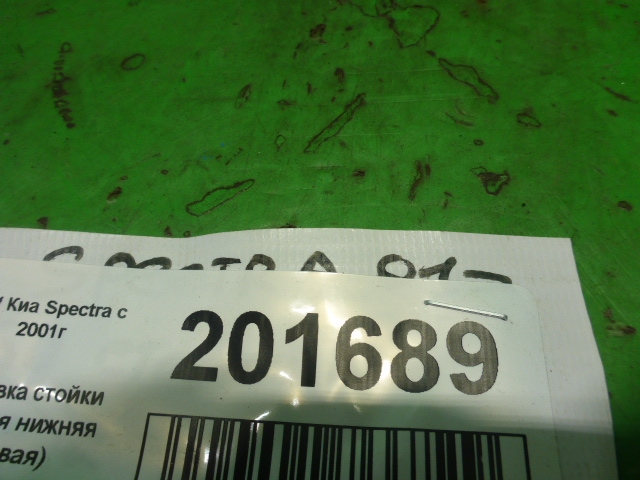 Киа Spectra с
2001г
201689
вка стойки
я нижняя
вая)